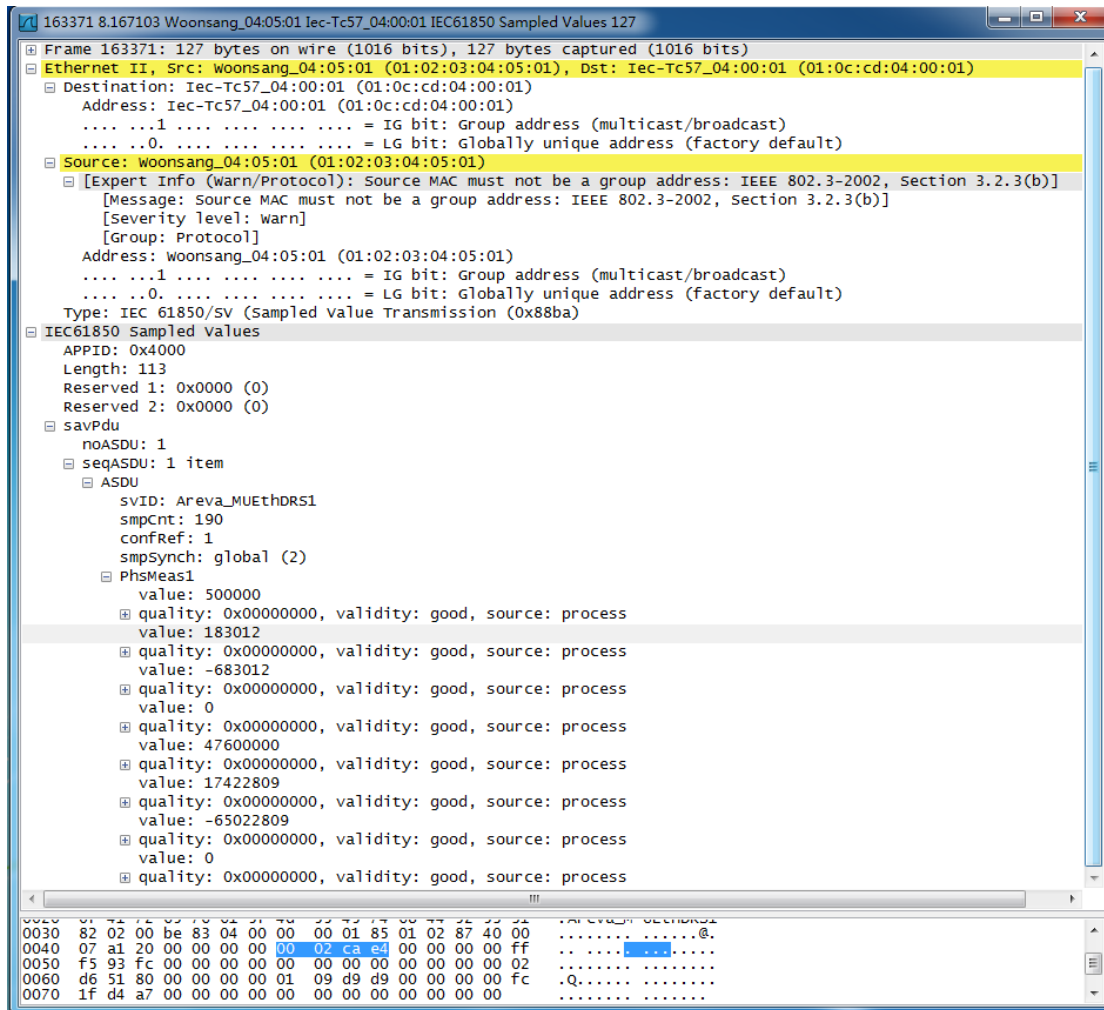 163371 8.167103 Woonsang_04:05:01 Iec-Tc57_04:00:01 IEC61850 Sampled Values 127
Frame 163371: 127 bytes on wire (1016 bits), 127 bytes captured (1016 bits)
Ethernet II, Src: Woonsang_04:05:01 (01:02:03:04:05:01), Dst: Iec-Tc57_04:00:01 (01:0c:cd:04:00:01)
Destination: Iec-Tc57_04:00:01 (01:0c:cd:04:00:01)
Address: Iec-Tc57_04:00:01 (01:0c:cd:04:00:01)
.... ...1 .... .... .... .... = IG bit: Group address (multicast/broadcast)
.... ..0. .... .... .... .... = LG bit: Globally unique address (factory default)
Source: Woonsang_04:05:01 (01:02:03:04:05:01)
[Expert Info (Warn/Protocol): Source MAC must not be a group address: IEEE 802.3-2002, Section 3.2.3(b)]
[Message: Source MAC must not be a group address: IEEE 802.3-2002, Section 3.2.3(b)]
[Severity level: Warn]
[Group: Protocol]
Address: Woonsang_04:05:01 (01:02:03:04:05:01)
.... ...1 .... .... .... .... = IG bit: Group address (multicast/broadcast)
.... ..0. .... .... .... .... = LG bit: Globally unique address (factory default)
Type: IEC 61850/SV (Sampled Value Transmission (0x88ba)
IEC61850 Sampled Values
APPID: 0x4000
Length: 113
Reserved 1: 0x0000 (0)
Reserved 2: 0x0000 (0)
savPdu
noASDU: 1
seqASDU: 1 item
ASDU
svID: Areva_MUEthDRS1
smpCnt: 190
confRef: 1
smpSynch: global (2)
PhsMeas1
value: 500000
quality: 0x00000000, validity: good, source: process
value: 183012
quality: 0x00000000, validity: good, source: process
value: -683012
quality: 0x00000000, validity: good, source: process
value: 0
quality: 0x00000000, validity: good, source: process
value: 47600000
quality: 0x00000000, validity: good, source: process
value: 17422809
quality: 0x00000000, validity: good, source: process
value: -65022809
quality: 0x00000000, validity: good, source: process
value: 0
quality: 0x00000000, validity: good, source: process
0030 82 02 00 be 83 04 00 00 00 01 85 01 02 87 40 00 ........ ......@.
0040 07 a1 20 00 00 00 00 00 02 ca e4 00 00 00 00 ff .. ..... ........
0050 f5 93 fc 00 00 00 00 00 00 00 00 00 00 00 00 02 ........ ........
0060 d6 51 80 00 00 00 00 01 09 d9 d9 00 00 00 00 fc .Q...... ........
0070 1f d4 a7 00 00 00 00 00 00 00 00 00 00 00 00 ........ .......